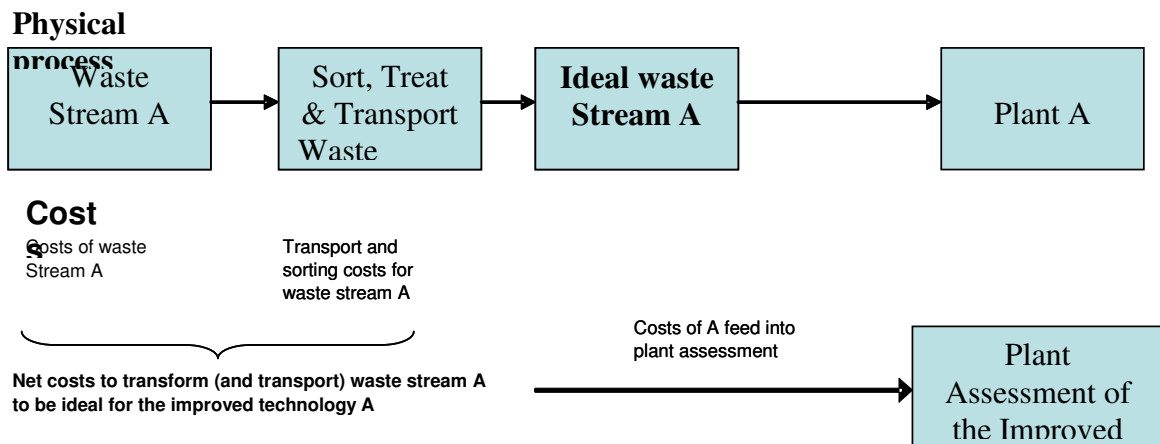 Physical
process
Waste
Stream A
Sort, Treat
& Transport
Waste
Ideal waste
Stream A
Plant A
Cost
s
Costs of waste
Stream A
Transport and
sorting costs for
waste stream A
Net costs to transform (and transport) waste stream A
to be ideal for the improved technology A
Costs of A feed into
plant assessment
Plant
Assessment of
the Improved